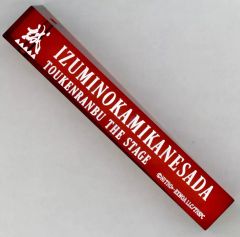 IZUMINOKAMIKANESADA
TOUKENRANBU THE STAGE